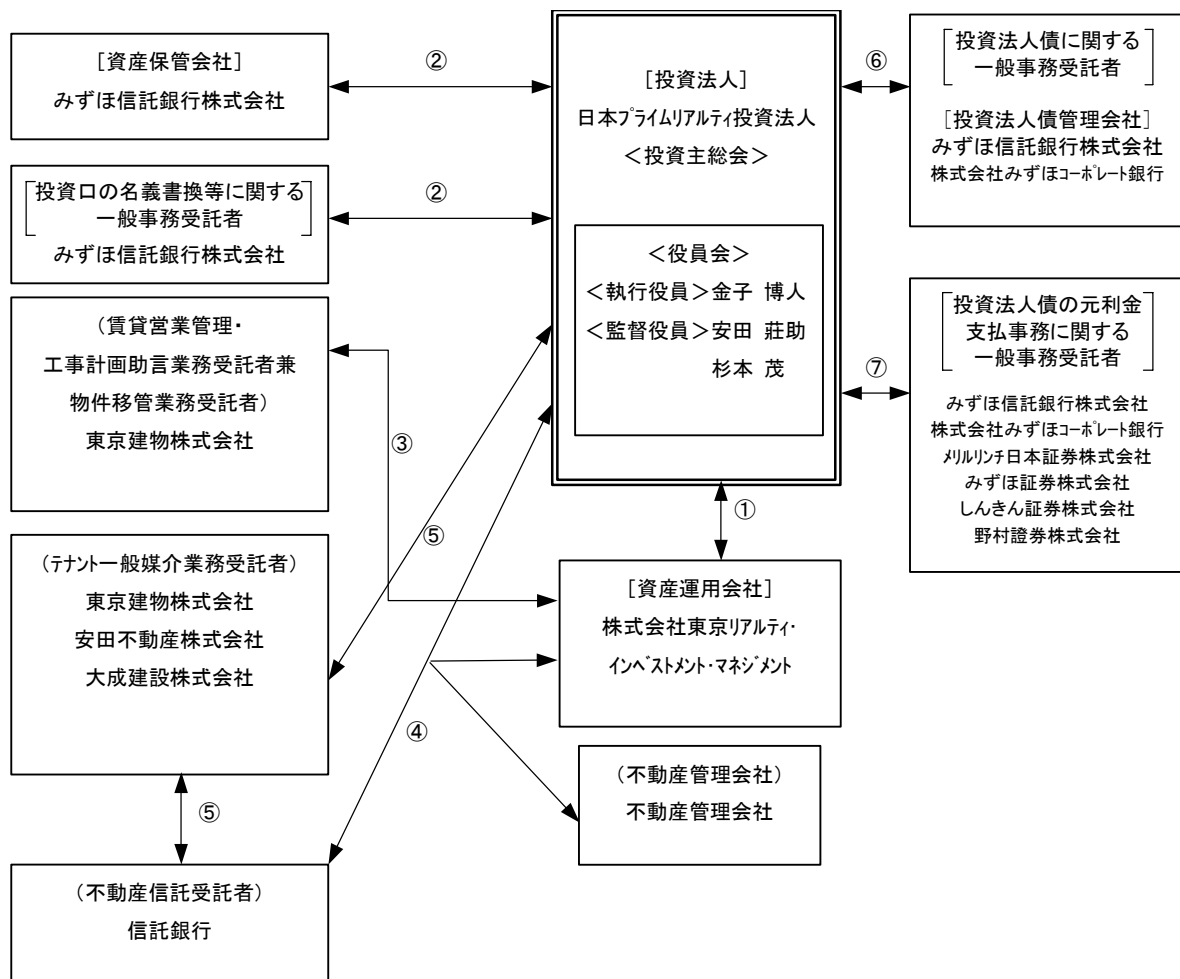 [資産保管会社]
みずほ信託銀行株式会社
②
投資口の名義書換等に関する
一般事務受託者
みずほ信託銀行株式会社
②
(賃貸営業管理・
工事計画助言業務受託者兼
物件移管業務受託者)
東京建物株式会社
③
(ﾃﾅﾝﾄ一般媒介業務受託者)
東京建物株式会社
安田不動産株式会社
大成建設株式会社
⑤
④
⑤
(不動産信託受託者)
信託銀行
[投資法人]
日本ﾌﾟﾗｲﾑﾘｱﾙﾃｨ投資法人
<投資主総会>
<役員会>
<執行役員>金子 博人
<監督役員>安田 莊助
杉本 茂
①
[資産運用会社]
株式会社東京ﾘｱﾙﾃｨ･
ｲﾝﾍﾞｽﾄﾒﾝﾄ･ﾏﾈｼﾞﾒﾝﾄ
(不動産管理会社)
不動産管理会社
⑥
投資法人債に関する
一般事務受託者
[投資法人債管理会社]
みずほ信託銀行株式会社
株式会社みずほｺｰﾎﾟﾚｰﾄ銀行
⑦
投資法人債の元利金
支払事務に関する
一般事務受託者
みずほ信託銀行株式会社
株式会社みずほｺｰﾎﾟﾚｰﾄ銀行
ﾒﾘﾙﾘﾝﾁ日本証券株式会社
みずほ証券株式会社
しんきん証券株式会社
野村證券株式会社